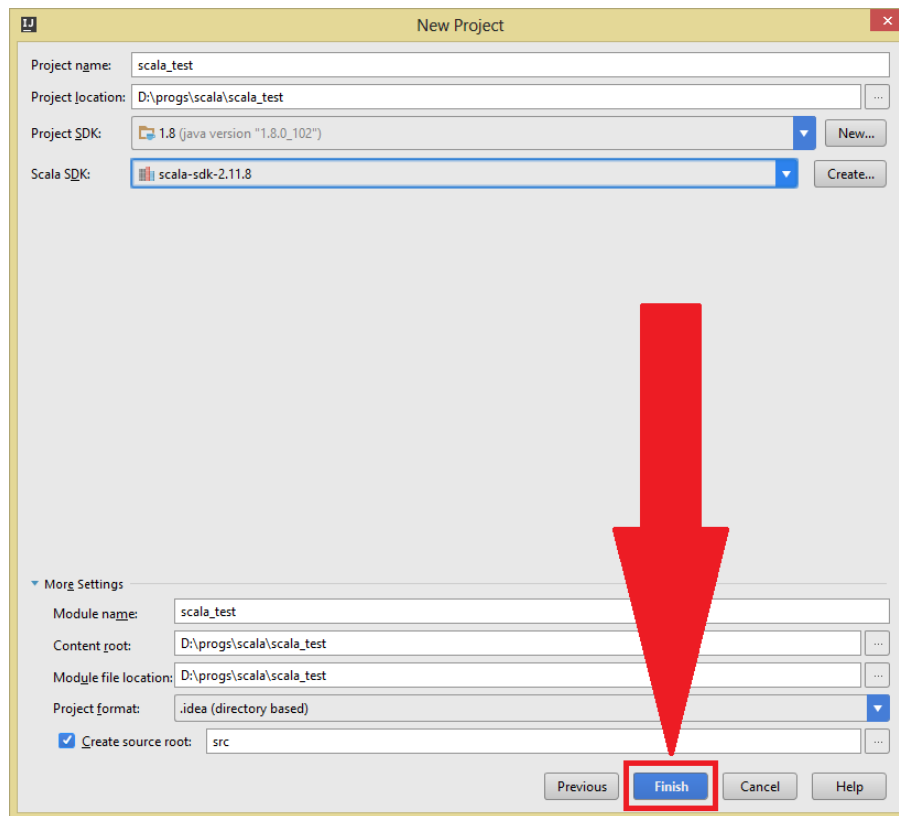 New Project
Project name: scala_test
Project location: D:\progs\scala\scala_test ...
Project SDK: 1.8 (java version "1.8.0_102") New...
Scala SDK: scala-sdk-2.11.8 Create...
More Settings
Module name: scala_test
Content root: D:\progs\scala\scala_test ...
Module file location: D:\progs\scala\scala_test ...
Project format: .idea (directory based)
Create source root: src ...
Previous Finish Cancel Help